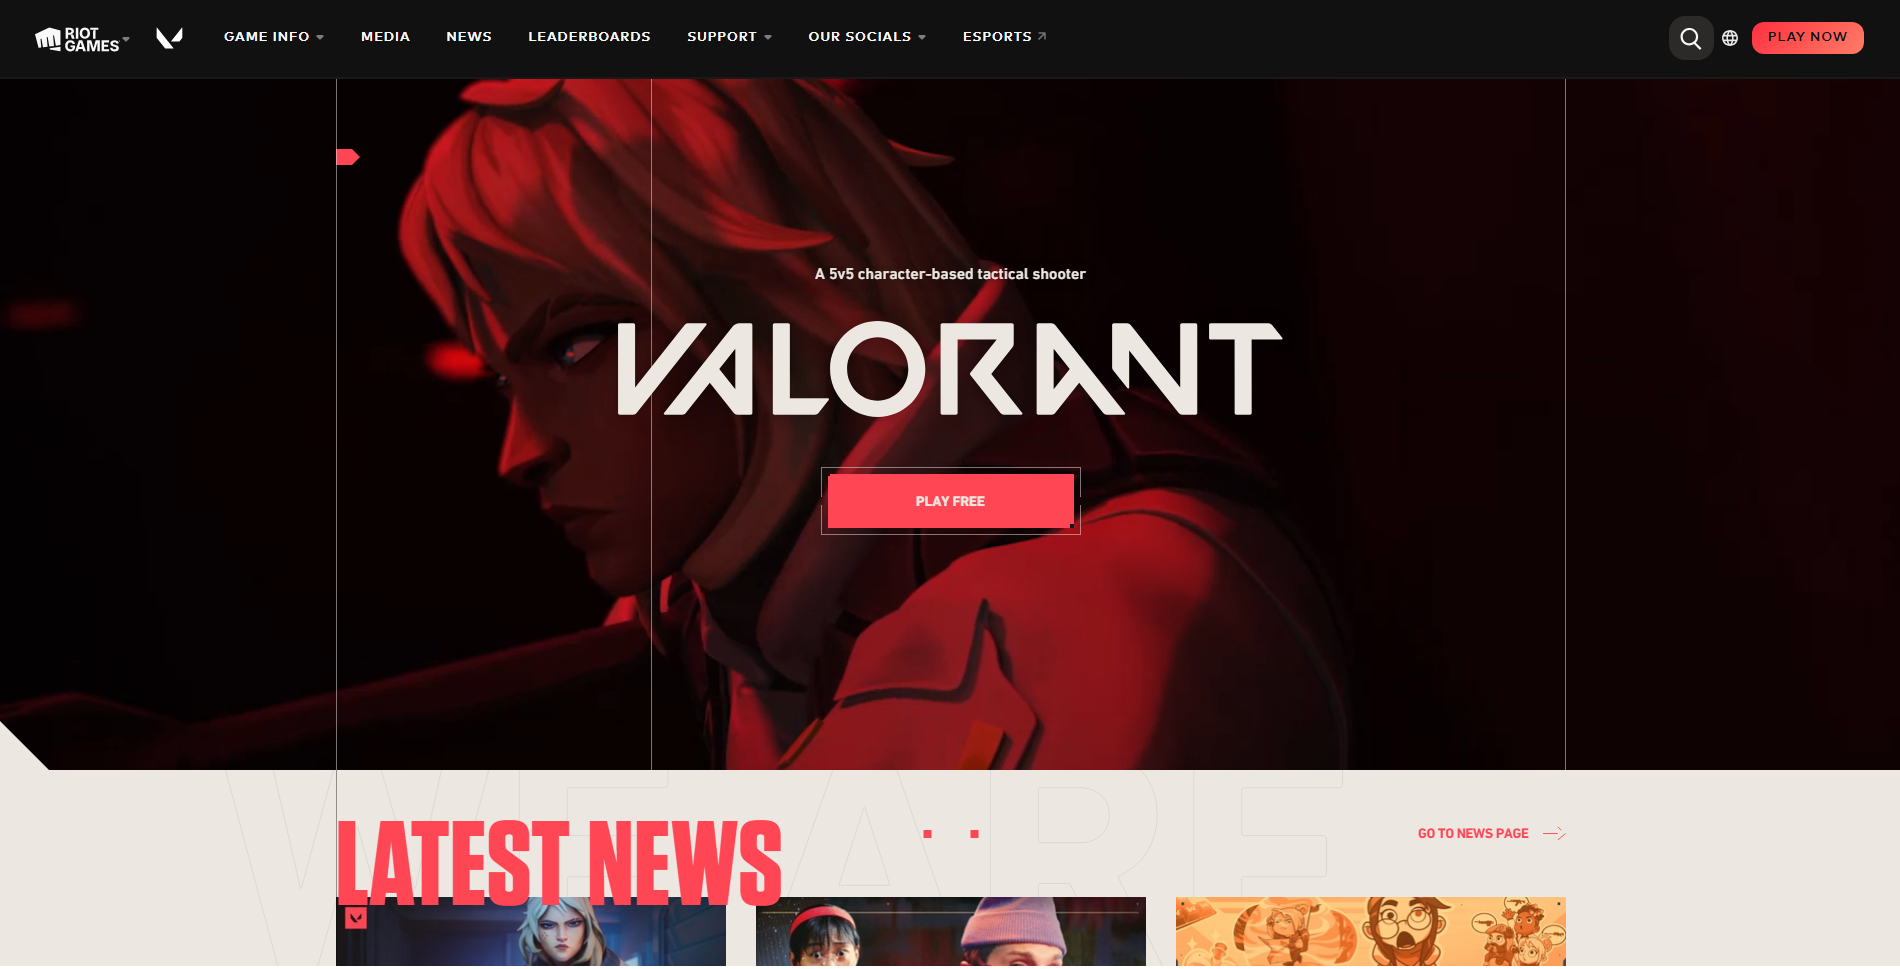 RIOT
GAMES
GAME INFO
MEDIA
NEWS
LEADERBOARDS
SUPPORT
OUR SOCIALS
ESPORTS
PLAY NOW
A 5v5 character-based tactical shooter
VALORANT
PLAY FREE
WE ARE
LATEST NEWS
GO TO NEWS PAGE